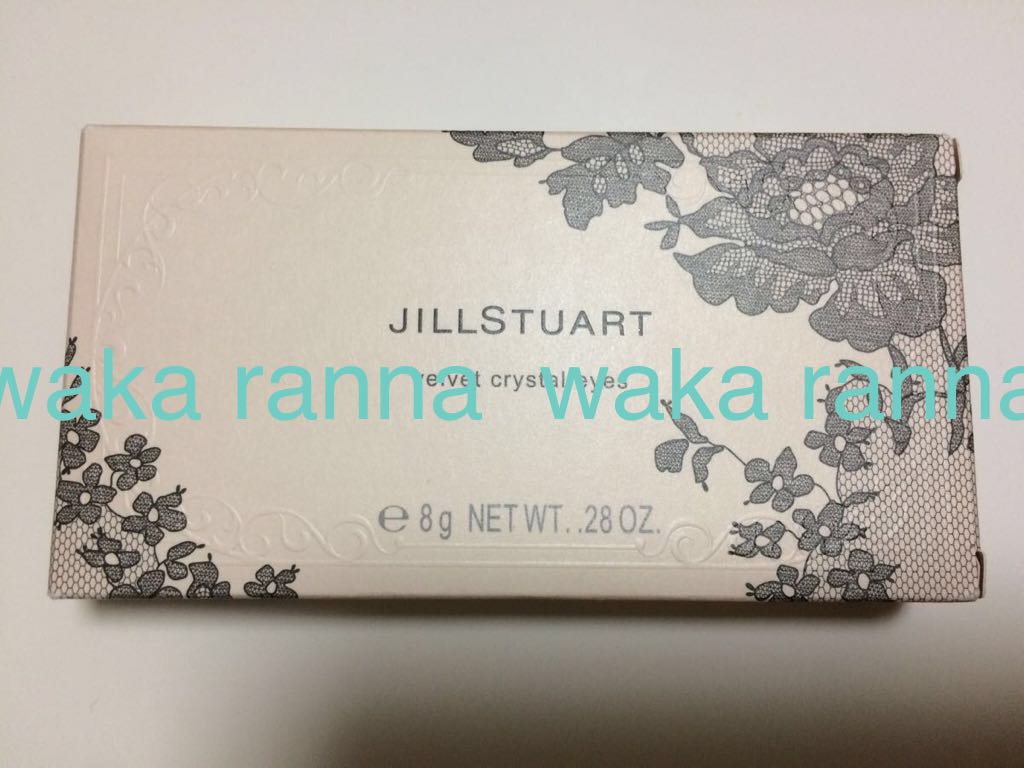 JILLSTUART
velvet crystal eyes
waka ranna waka ranna
e 8g NET WT. .28 OZ.